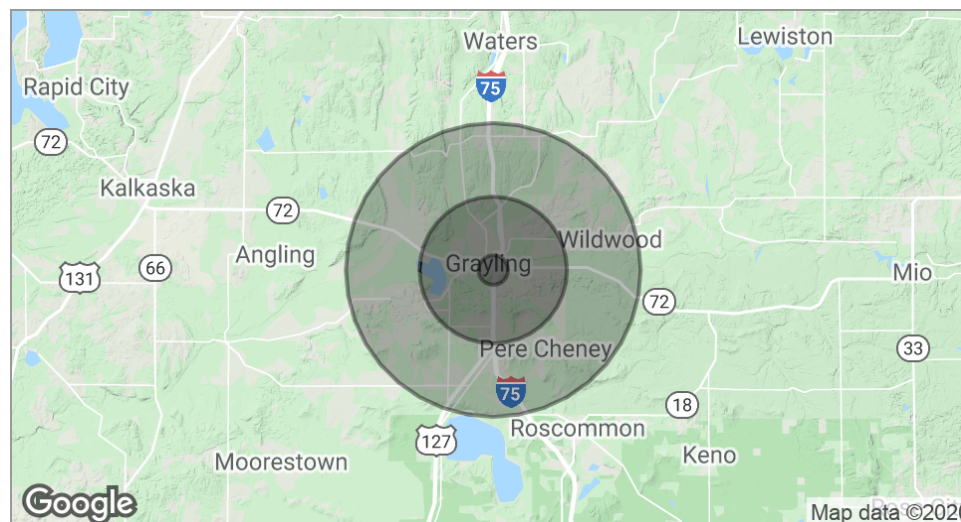 Waters
Lewiston
75
Rapid City
72
Kalkaska
72
Wildwood
Angling
Grayling
66
131
Mio
72
Pere Cheney
33
75
18
127
Roscommon
Keno
Moorestown
Google
Map data ©2020